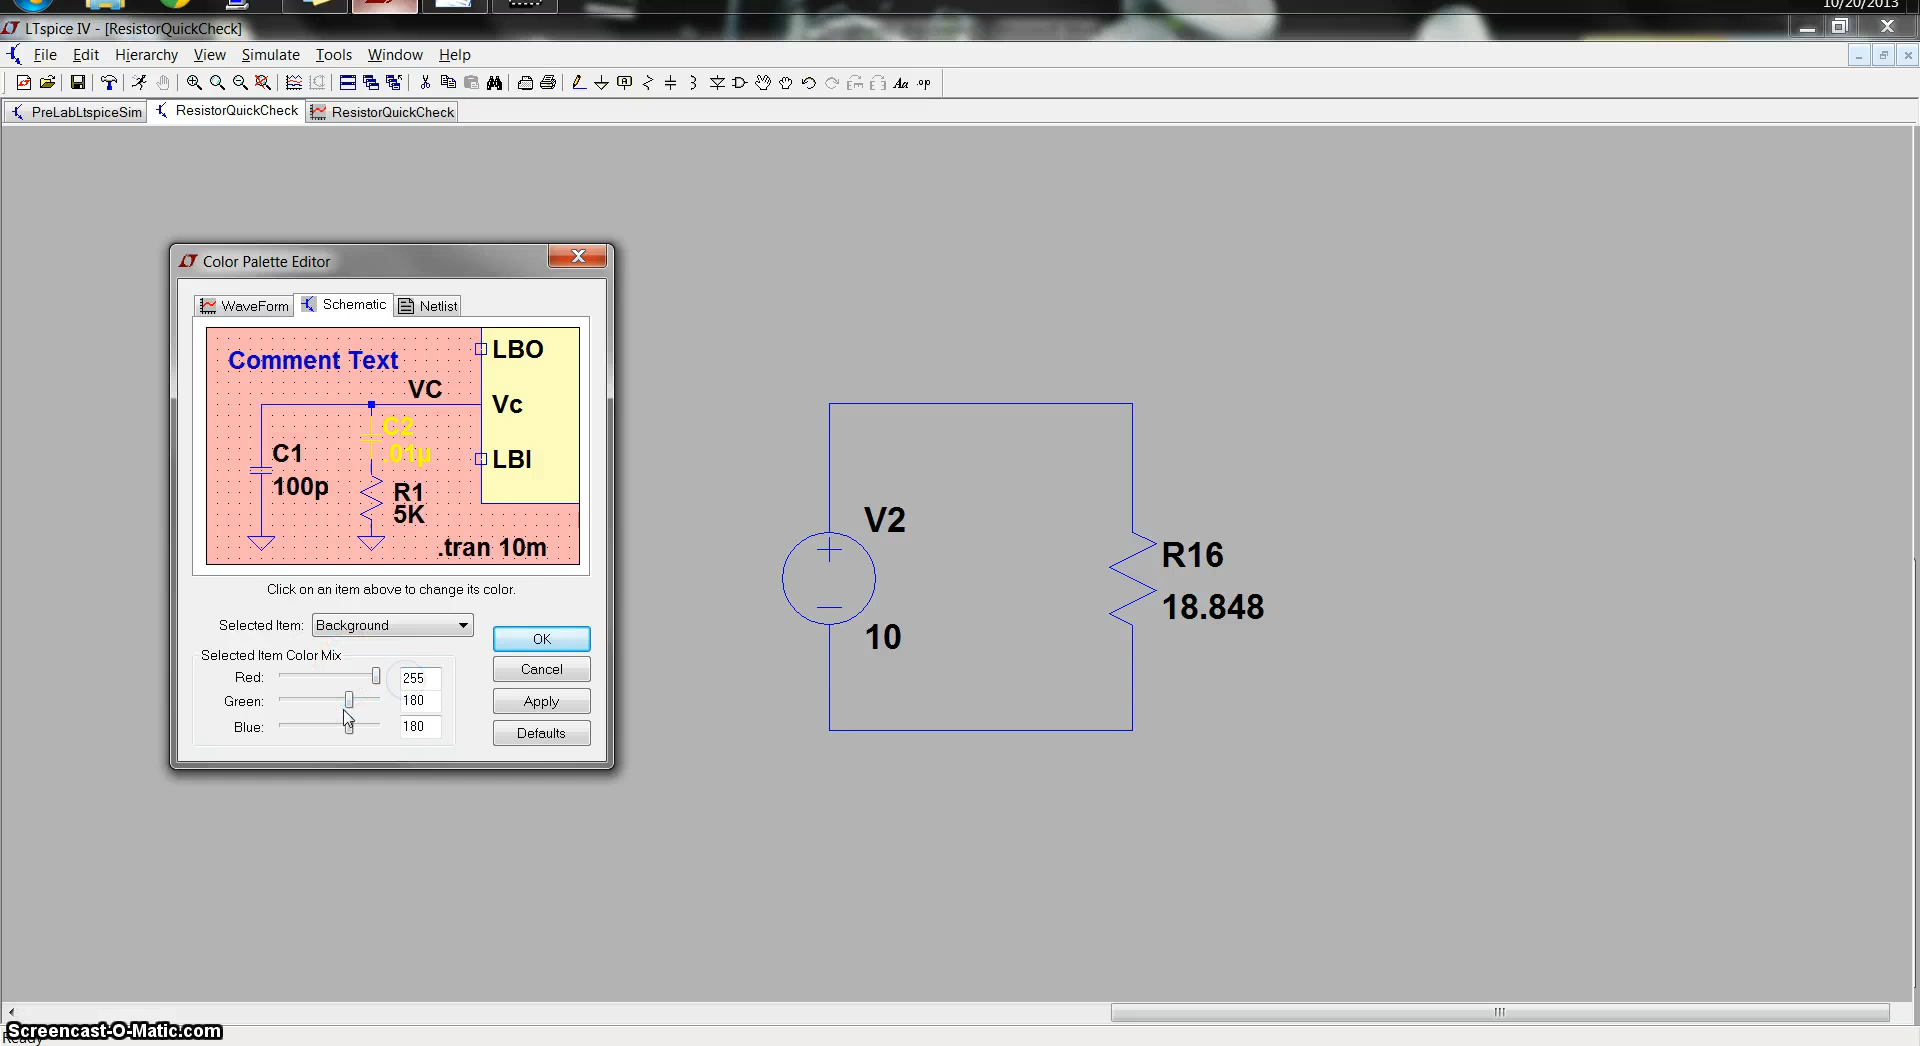 10/20/2013
LTspice IV - [ResistorQuickCheck]
File Edit Hierarchy View Simulate Tools Window Help
Aa .op
PreLabLtspiceSim ResistorQuickCheck ResistorQuickCheck
Color Palette Editor
WaveForm Schematic Netlist
Comment Text
LBO
VC
Vc
C2
.01µ
C1
100p
LBI
R1
5K
.tran 10m
Click on an item above to change its color.
Selected Item: Background
OK
Selected Item Color Mix
Cancel
Red: 255
Green: 180
Apply
Blue: 180
Defaults
V2
10
R16
18.848
Screencast-O-Matic.com
Ready